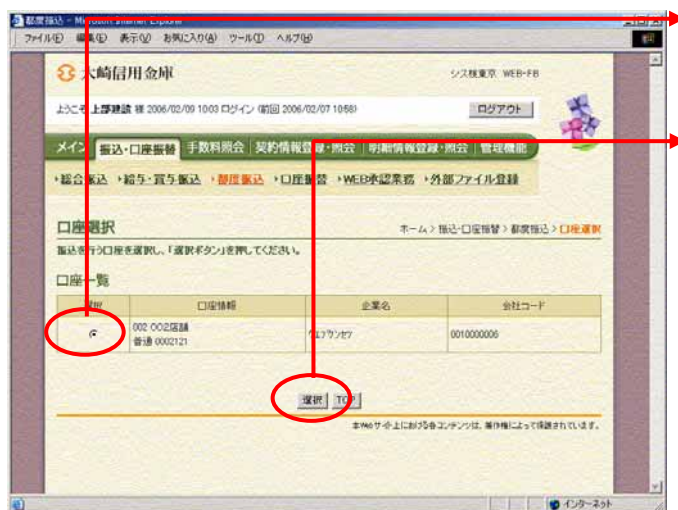 都度振込 - Microsoft Internet Explorer
ファイル(F) 編集(E) 表示(V) お気に入り(A) ツール(T) ヘルプ(H)
大崎信用金庫
シス検東京 WEB-FB
ようこそ 上部建設 様 2006/02/09 1003 ログイン (前回 2006/02/07 1058)
ログアウト
メイン 振込・口座振替 手数料照会 契約情報登録・照会 明細情報登録・照会 管理機能
総合振込 給与・賞与振込 都度振込 口座振替 WEB承認業務 外部ファイル登録
口座選択
ホーム > 振込・口座振替 > 都度振込 > 口座選択
振込を行う口座を選択し、「選択ボタン」を押してください。
口座一覧
選択 口座情報 企業名 会社コード
002 002店舗
普通 0002121
0010000006
選択 TOP
本Webサイト上における各コンテンツは、著作権によって保護されています。
インターネット